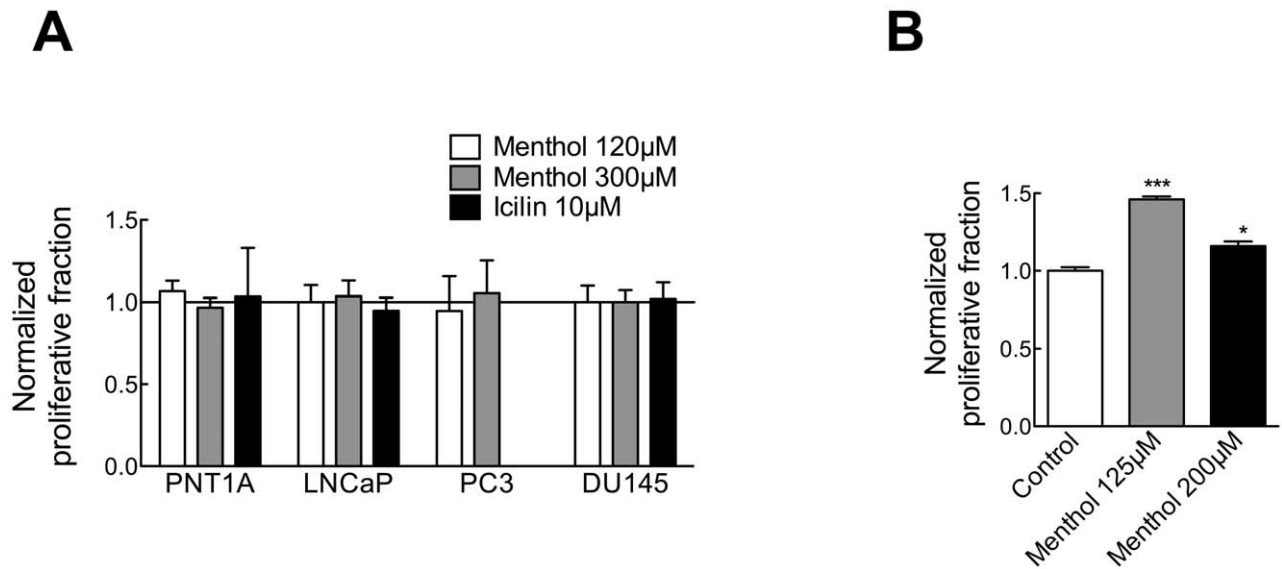 A
Menthol 120µM
Menthol 300µM
Icilin 10µM
Normalized
proliferative fraction
1.5
1.0
0.5
0.0
PNT1A LNCaP PC3 DU145
B
Normalized
proliferative fraction
1.5
1.0
0.5
0.0
***
*
Control
Menthol 125µM
Menthol 200µM